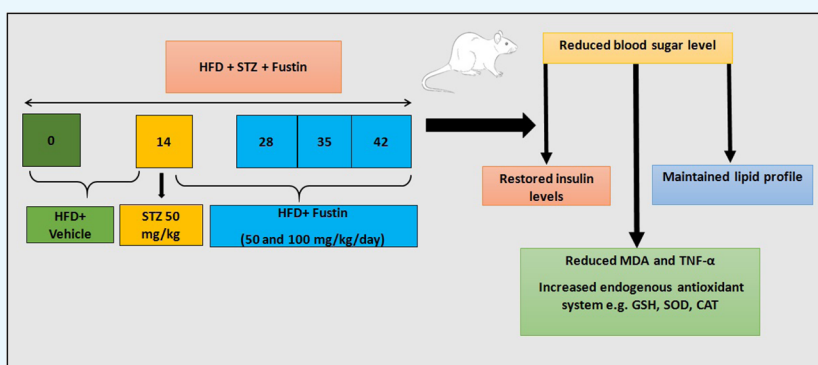 HFD + STZ + Fustin
0
14
28
35
42
HFD+
Vehicle
STZ 50
mg/kg
HFD+ Fustin
(50 and 100 mg/kg/day)
Reduced blood sugar level
Restored insulin
levels
Maintained lipid profile
Reduced MDA and TNF-α
Increased endogenous antioxidant
system e.g. GSH, SOD, CAT